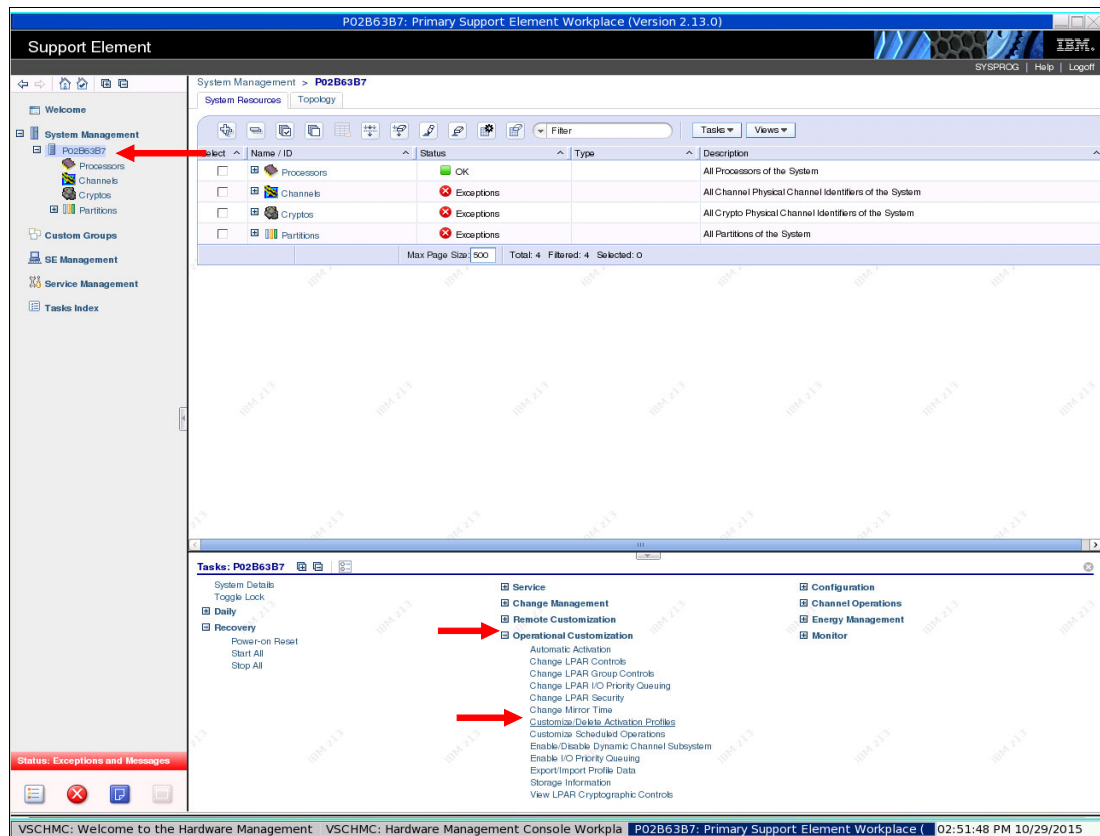 P02B63B7: Primary Support Element Workplace (Version 2.13.0)
Support Element
IBM.
SYSPROG | Help | Logoff
System Management > P02B63B7
System Resources Topology
Welcome
System Management
P02B63B7
Processors
Channels
Cryptos
Partitions
Custom Groups
SE Management
Service Management
Tasks Index
Filter Tasks Views
Select Name / ID Status Type Description
Processors OK All Processors of the System
Channels Exceptions All Channel Physical Channel Identifiers of the System
Cryptos Exceptions All Crypto Physical Channel Identifiers of the System
Partitions Exceptions All Partitions of the System
Max Page Size: 500 Total: 4 Filtered: 4 Selected: 0
IBM z13
Tasks: P02B63B7
System Details
Toggle Lock
Daily
Recovery
Power-on Reset
Start All
Stop All
Service
Change Management
Remote Customization
Operational Customization
Automatic Activation
Change LPAR Controls
Change LPAR Group Controls
Change LPAR I/O Priority Queuing
Change LPAR Security
Change Mirror Time
Customize/Delete Activation Profiles
Customize Scheduled Operations
Enable/Disable Dynamic Channel Subsystem
Enable I/O Priority Queuing
Export/Import Profile Data
Storage Information
View LPAR Cryptographic Controls
Configuration
Channel Operations
Energy Management
Monitor
Status: Exceptions and Messages
VSCHMC: Welcome to the Hardware Management VSCHMC: Hardware Management Console Workpla P02B63B7: Primary Support Element Workplace ( 02:51:48 PM 10/29/2015